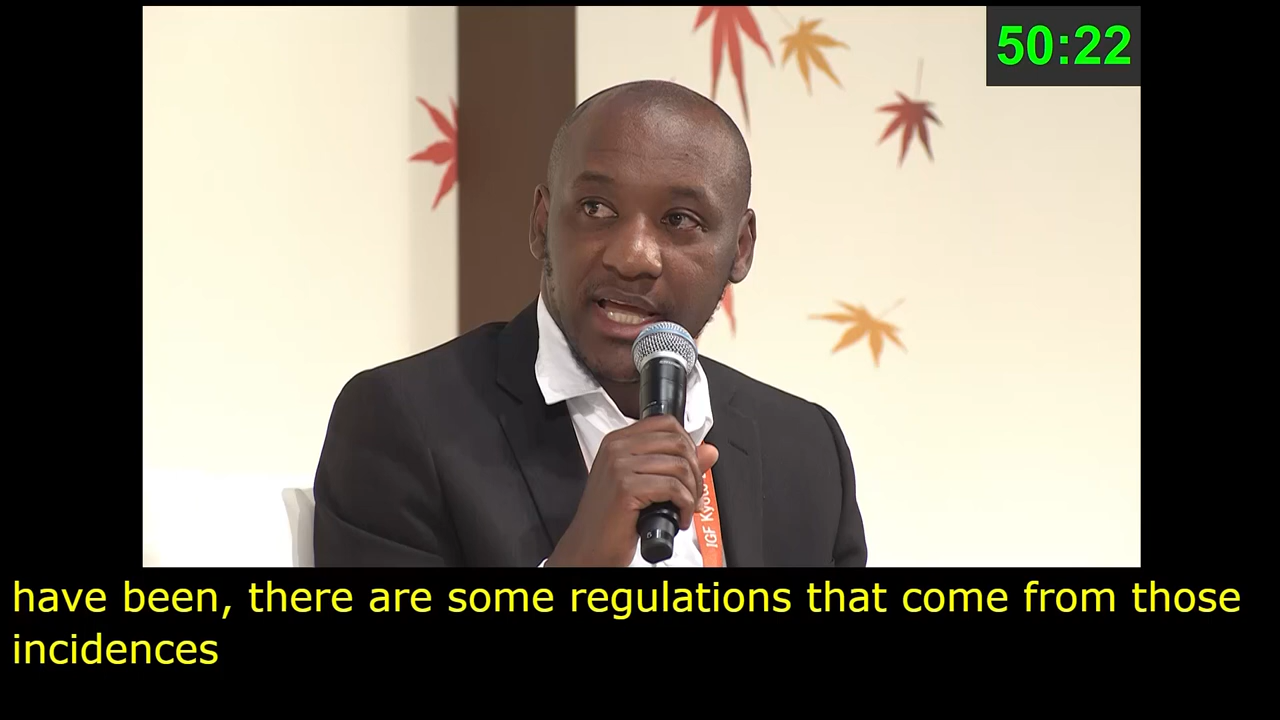 50:22
IGF Kyoto
have been, there are some regulations that come from those
incidences